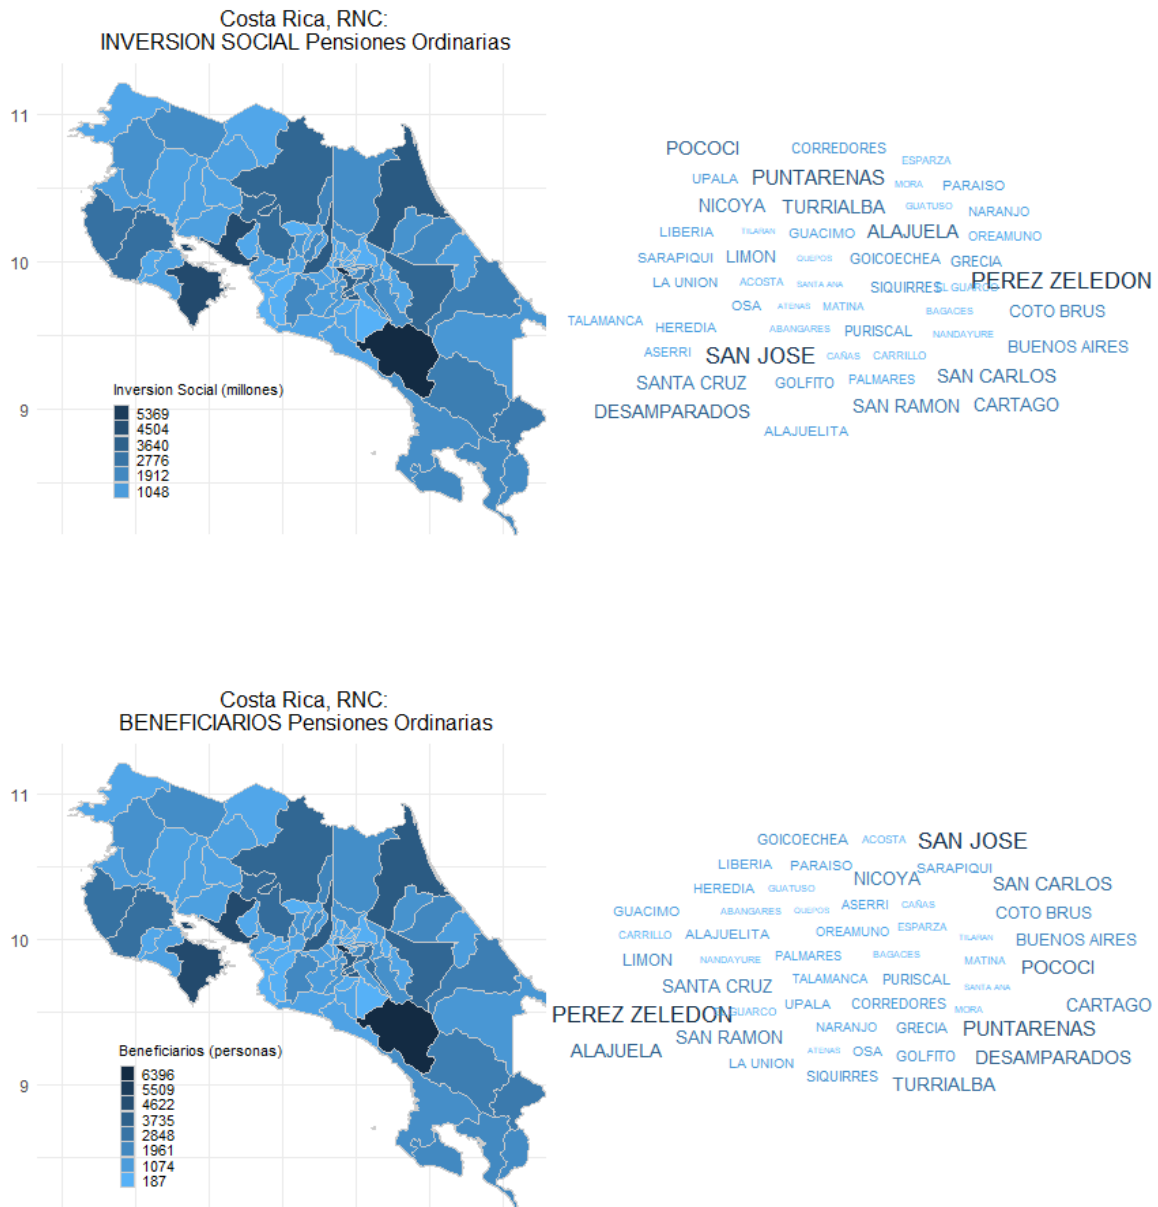 Costa Rica, RNC:
INVERSION SOCIAL Pensiones Ordinarias
11
10
9
Inversion Social (millones)
5369
4504
3640
2776
1912
1048
POCOCI CORREDORES
ESPARZA
UPALA PUNTARENAS MORA PARAISO
NICOYA TURRIALBA GUATUSO NARANJO
LIBERIA TILARAN GUACIMO ALAJUELA OREAMUNO
SARAPIQUI LIMON QUEPOS GOICOECHEA GRECIA
LA UNION ACOSTA SANTA ANA SIQUIRRES EL GUARCO PEREZ ZELEDON
OSA ATENAS MATINA BAGACES COTO BRUS
TALAMANCA HEREDIA ABANGARES PURISCAL NANDAYURE
ASERRI SAN JOSE CAÑAS CARRILLO BUENOS AIRES
SANTA CRUZ GOLFITO PALMARES SAN CARLOS
DESAMPARADOS SAN RAMON CARTAGO
ALAJUELITA
Costa Rica, RNC:
BENEFICIARIOS Pensiones Ordinarias
11
10
9
Beneficiarios (personas)
6396
5509
4622
3735
2848
1961
1074
187
GOICOECHEA ACOSTA SAN JOSE
LIBERIA PARAISO SARAPIQUI
HEREDIA GUATUSO NICOYA SAN CARLOS
GUACIMO ABANGARES QUEPOS ASERRI CAÑAS COTO BRUS
CARRILLO ALAJUELITA OREAMUNO ESPARZA TILARAN BUENOS AIRES
LIMON NANDAYURE PALMARES BAGACES MATINA POCOCI
SANTA CRUZ TALAMANCA PURISCAL SANTA ANA
PEREZ ZELEDON EL GUARCO UPALA CORREDORES MORA CARTAGO
SAN RAMON NARANJO GRECIA PUNTARENAS
ALAJUELA LA UNION ATENAS OSA GOLFITO DESAMPARADOS
SIQUIRRES TURRIALBA